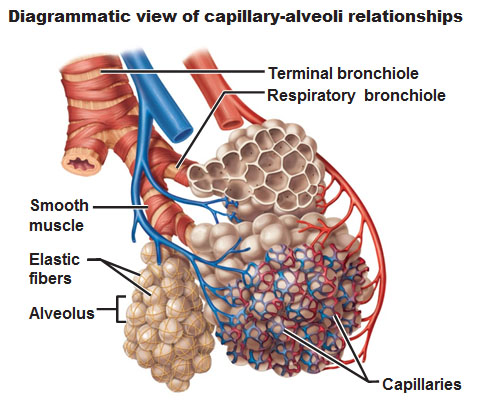 Diagrammatic view of capillary-alveoli relationships
Terminal bronchiole
Respiratory bronchiole
Smooth
muscle
Elastic
fibers
Alveolus
Capillaries